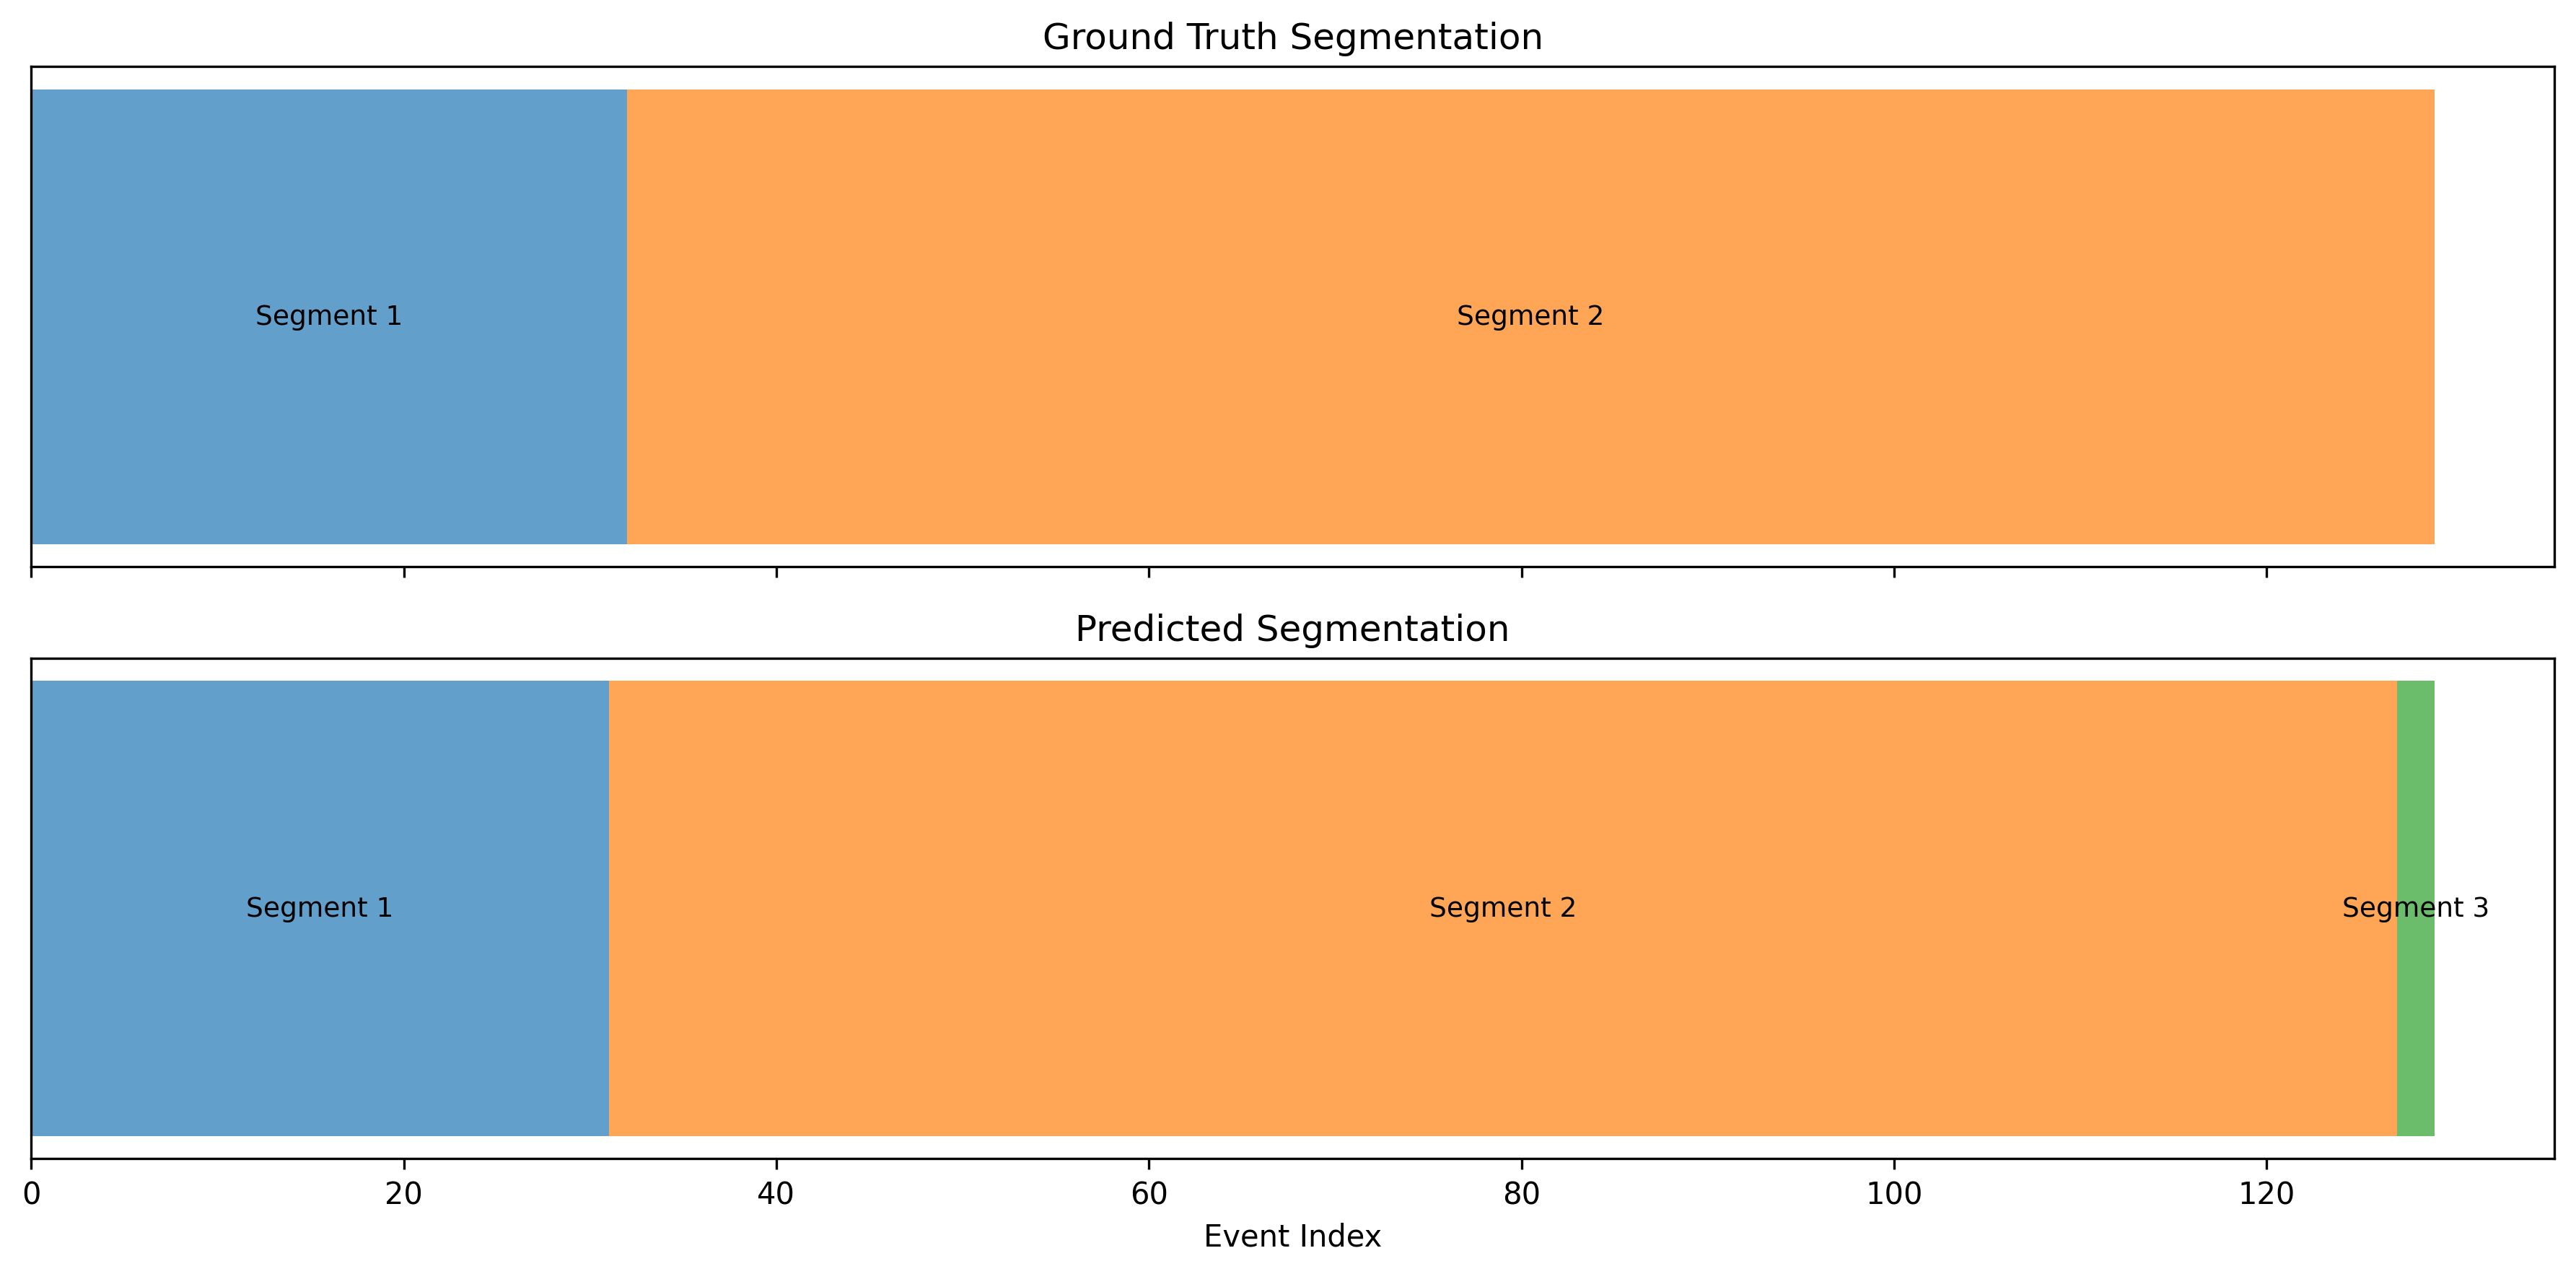 Ground Truth Segmentation
Segment 1 Segment 2
Predicted Segmentation
Segment 1 Segment 2 Segment 3
0 20 40 60 80 100 120
Event Index